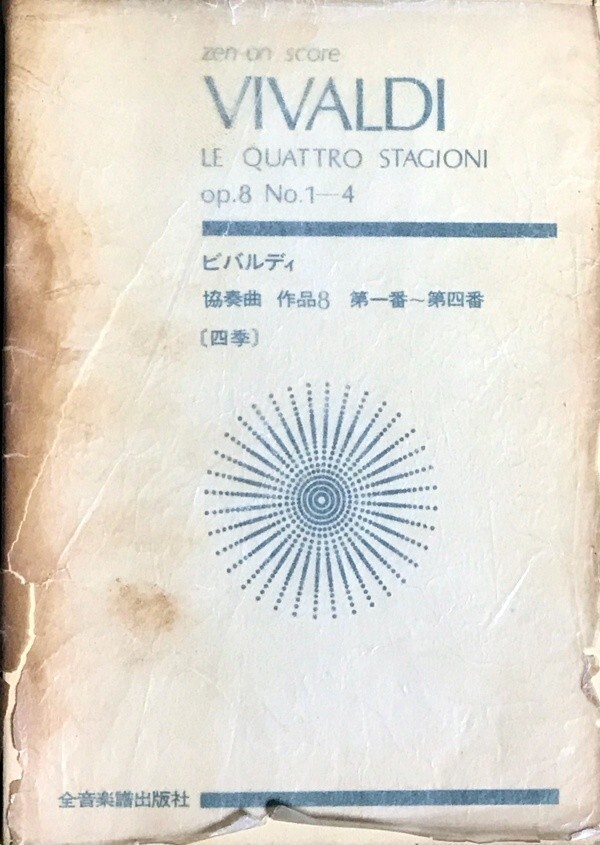 zen-on score
VIVALDI
LE QUATTRO STAGIONI
op.8 No.1—4
ビバルディ
協奏曲 作品8 第一番～第四番
〔四季〕
全音楽譜出版社